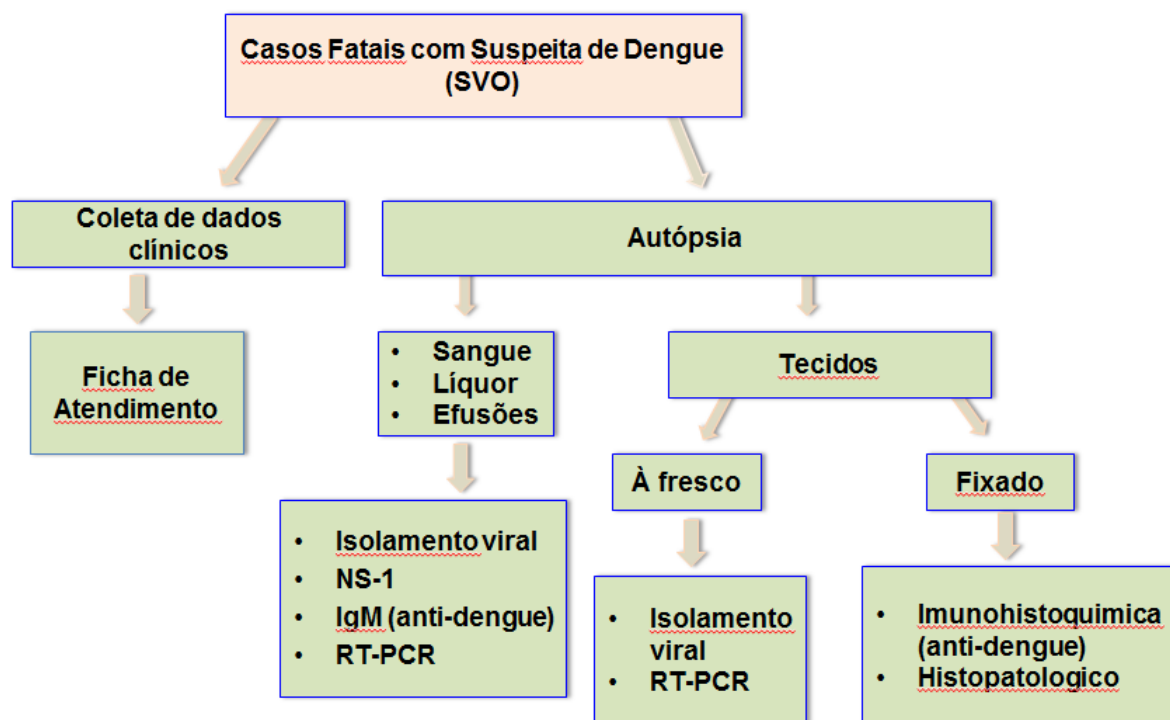 Casos Fatais com Suspeita de Dengue
(SVO)
Coleta de dados
clínicos
Autópsia
Ficha de
Atendimento
• Sangue
• Líquor
• Efusões
Tecidos
À fresco
Fixado
• Isolamento viral
• NS-1
• IgM (anti-dengue)
• RT-PCR
• Isolamento
viral
• RT-PCR
• Imunohistoquimica
(anti-dengue)
• Histopatologico